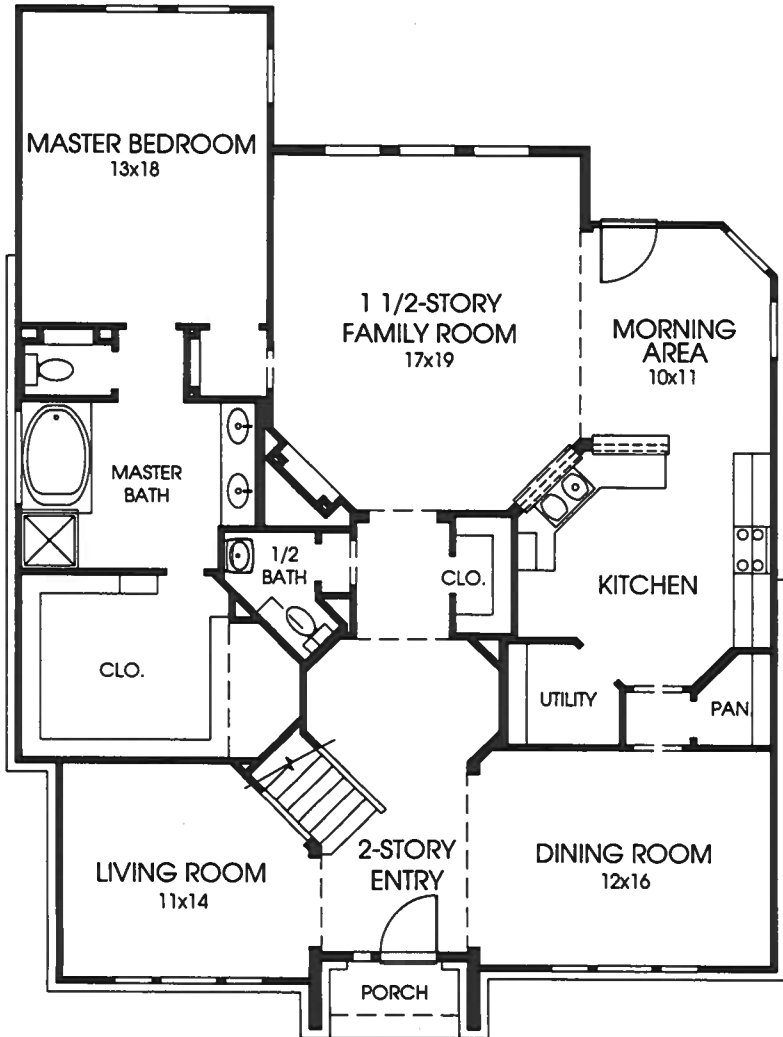 MASTER BEDROOM
13x18
1 1/2-STORY
FAMILY ROOM
17x19
MORNING
AREA
10x11
MASTER
BATH
1/2
BATH
CLO.
KITCHEN
CLO.
UTILITY
PAN.
LIVING ROOM
11x14
2-STORY
ENTRY
DINING ROOM
12x16
PORCH